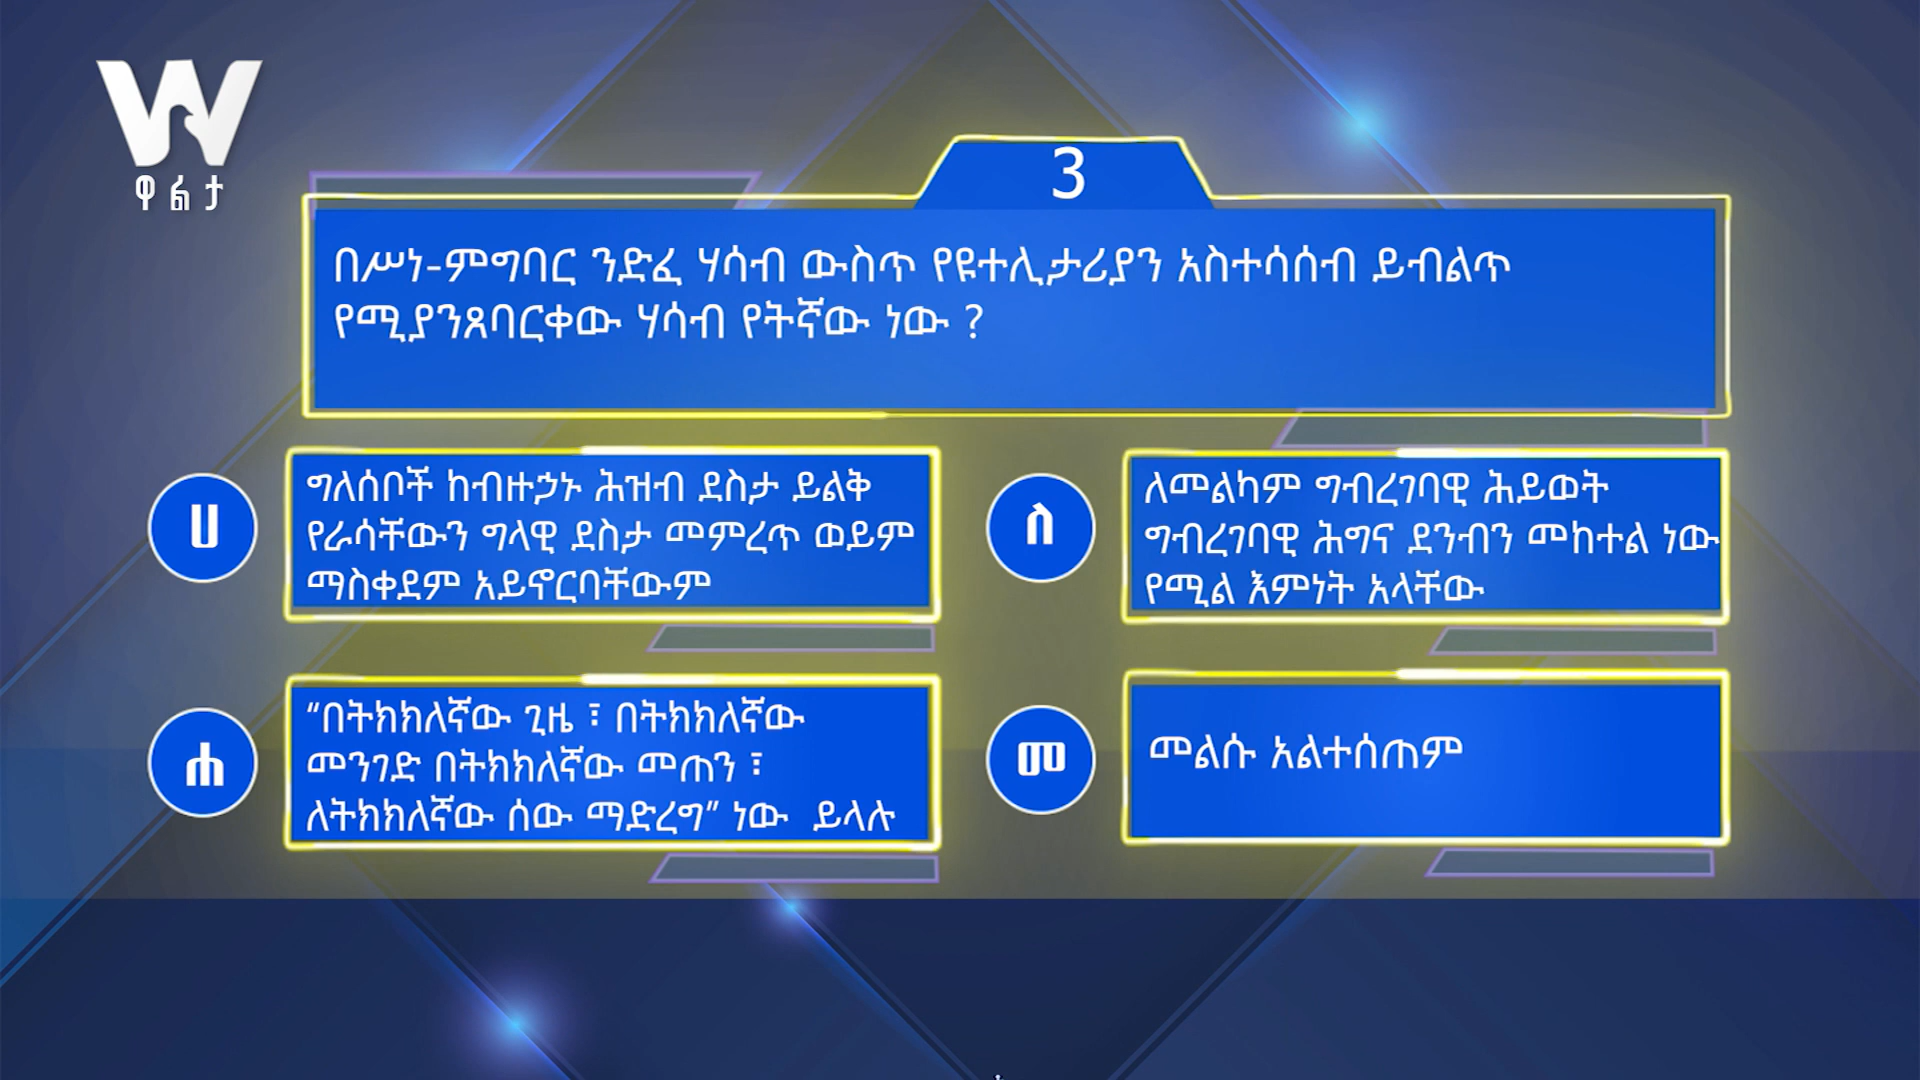 ዋልታ
3
በሥነ-ምግባር ንድፈ ሃሳብ ውስጥ የዩተሊታሪያን አስተሳሰብ ይብልጥ
የሚያንጸባርቀው ሃሳብ የትኛው ነው ?
ሀ
ግለሰቦች ከብዙኃኑ ሕዝብ ደስታ ይልቅ
የራሳቸውን ግላዊ ደስታ መምረጥ ወይም
ማስቀደም አይኖርባቸውም
ለ
ለመልካም ግብረገባዊ ሕይወት
ግብረገባዊ ሕግና ደንብን መከተል ነው
የሚል እምነት አላቸው
ሐ
“በትክክለኛው ጊዜ ፣ በትክክለኛው
መንገድ በትክክለኛው መጠን ፣
ለትክክለኛው ሰው ማድረግ” ነው ይላሉ
መ
መልሱ አልተሰጠም